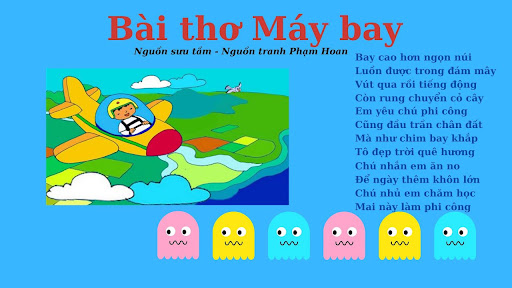 Bài thơ Máy bay
Nguồn sưu tầm - Nguồn tranh Phạm Hoan
Bay cao hơn ngọn núi
Luồn được trong đám mây
Vút qua rồi tiếng động
Còn rung chuyển cỏ cây
Em yêu chú phi công
Cũng đầu trần chân đất
Mà như chim bay khắp
Tô đẹp trời quê hương
Chú nhắn em ăn no
Để ngày thêm khôn lớn
Chú nhủ em chăm học
Mai này làm phi công